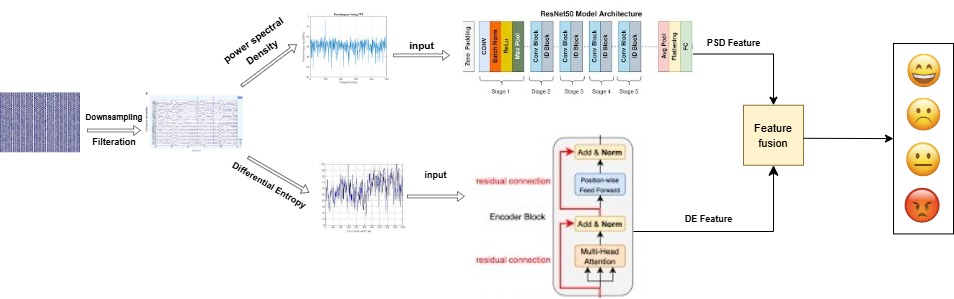 Downsampling
Filteration
power spectral
Density
Differential Entropy
Periodogram Using FFT
input
input
ResNet50 Model Architecture
Zero Padding
CONV
Batch Norm
ReLu
Max Pool
Conv Block
ID Block
Conv Block
ID Block
Conv Block
ID Block
Conv Block
ID Block
Avg Pool
Flattening
FC
Stage 1
Stage 2
Stage 3
Stage 4
Stage 5
PSD Feature
Encoder Block
Add & Norm
residual connection
Position-wise
Feed Forward
Add & Norm
residual connection
Multi-Head
Attention
DE Feature
Feature
fusion